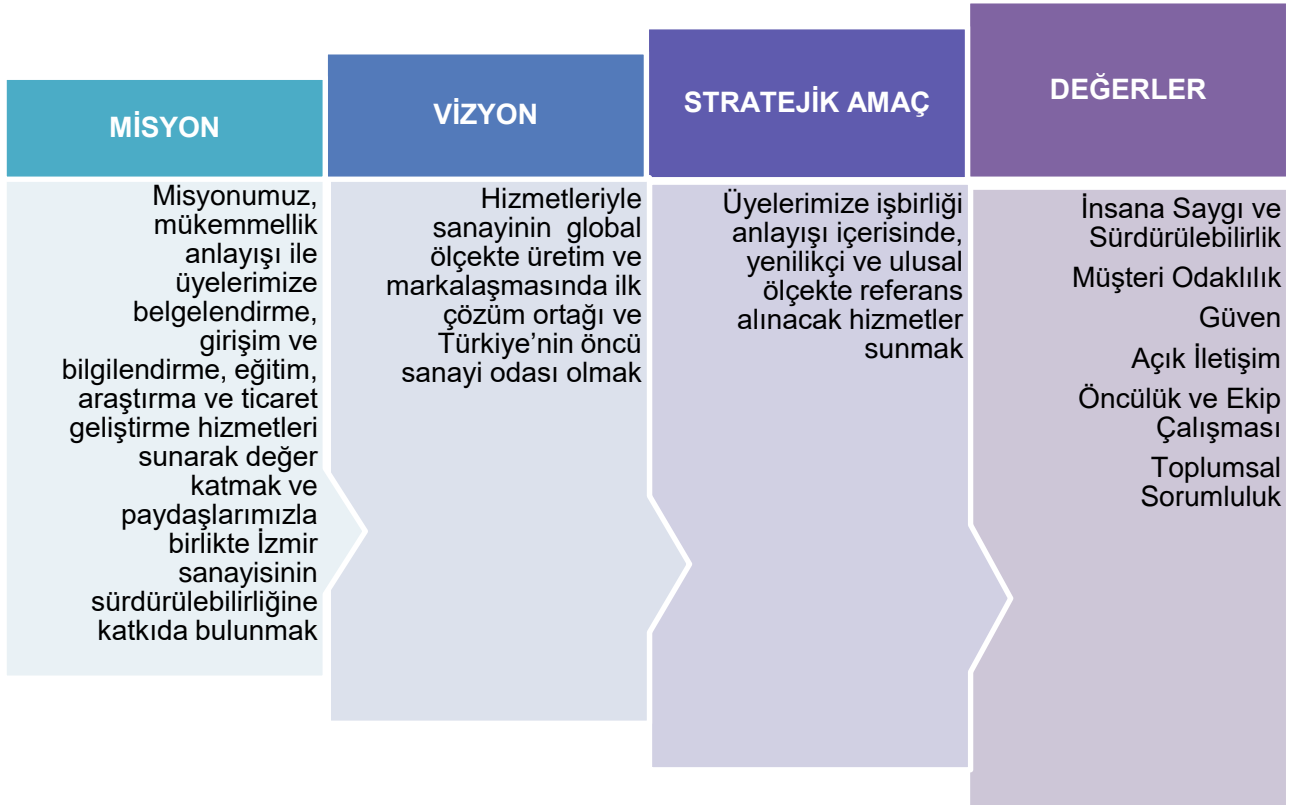 MİSYON
Misyonumuz,
mükemmellik
anlayışı ile
üyelerimize
belgelendirme,
girişim ve
bilgilendirme, eğitim,
araştırma ve ticaret
geliştirme hizmetleri
sunarak değer
katmak ve
paydaşlarımızla
birlikte İzmir
sanayisinin
sürdürülebilirliğine
katkıda bulunmak
VİZYON
Hizmetleriyle
sanayinin global
ölçekte üretim ve
markalaşmasında ilk
çözüm ortağı ve
Türkiye’nin öncü
sanayi odası olmak
STRATEJİK AMAÇ
Üyelerimize işbirliği
anlayışı içerisinde,
yenilikçi ve ulusal
ölçekte referans
alınacak hizmetler
sunmak
DEĞERLER
İnsana Saygı ve
Sürdürülebilirlik
Müşteri Odaklılık
Güven
Açık İletişim
Öncülük ve Ekip
Çalışması
Toplumsal
Sorumluluk